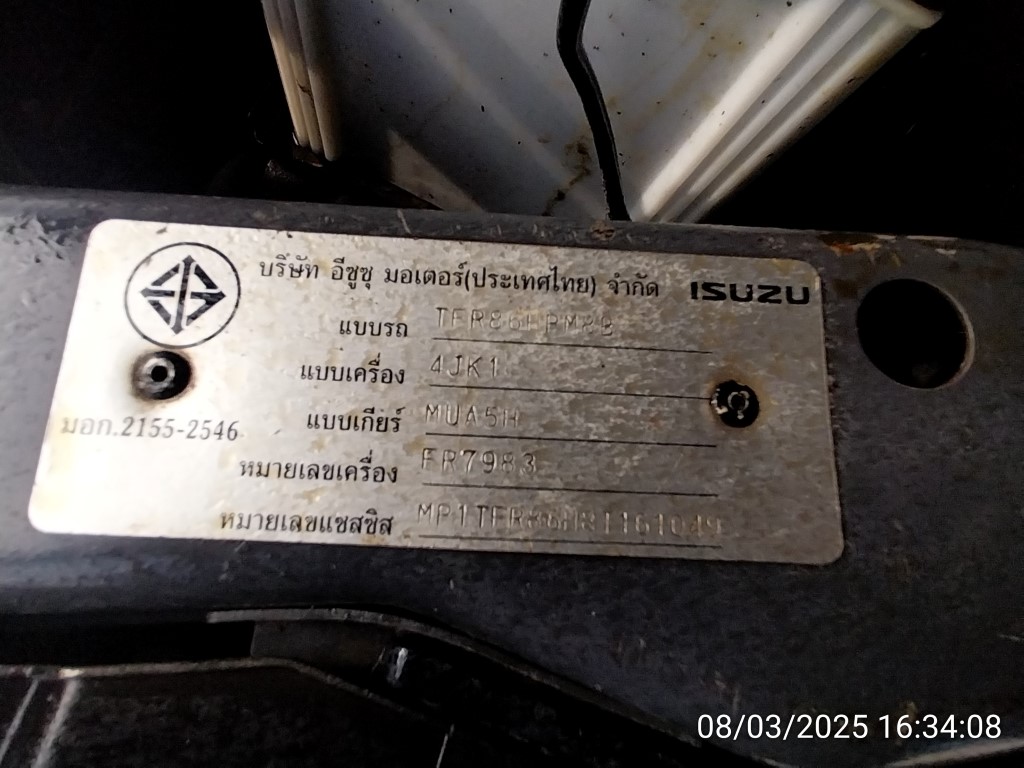 บริษัท อีซูซุ มอเตอร์(ประเทศไทย) จำกัด ISUZU
แบบรถ
แบบเครื่อง 4JK1
แบบเกียร์ MUA5H
มอก.2155-2546
หมายเลขเครื่อง FR7983
หมายเลขแชสซิส
08/03/2025 16:34:08